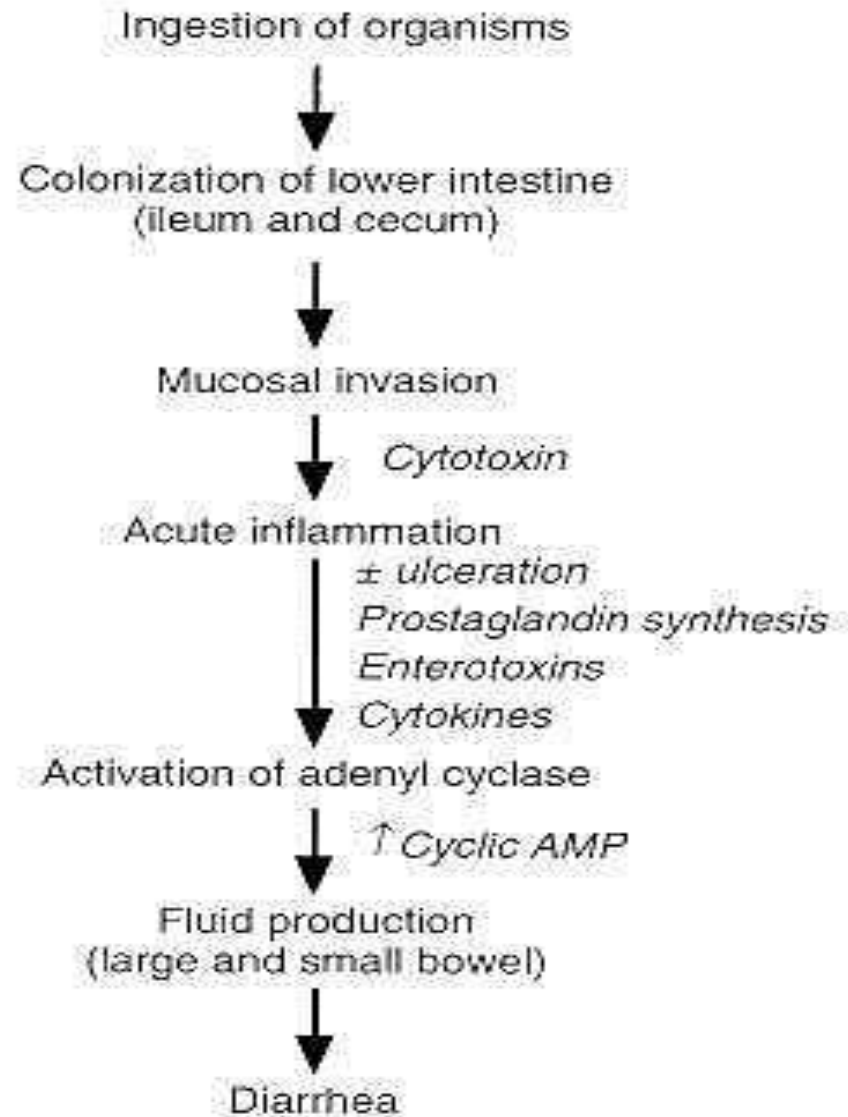 Ingestion of organisms
Colonization of lower intestine
(ileum and cecum)
Mucosal invasion
Cytotoxin
Acute inflammation
± ulceration
Prostaglandin synthesis
Enterotoxins
Cytokines
Activation of adenyl cyclase
↑ Cyclic AMP
Fluid production
(large and small bowel)
Diarrhea